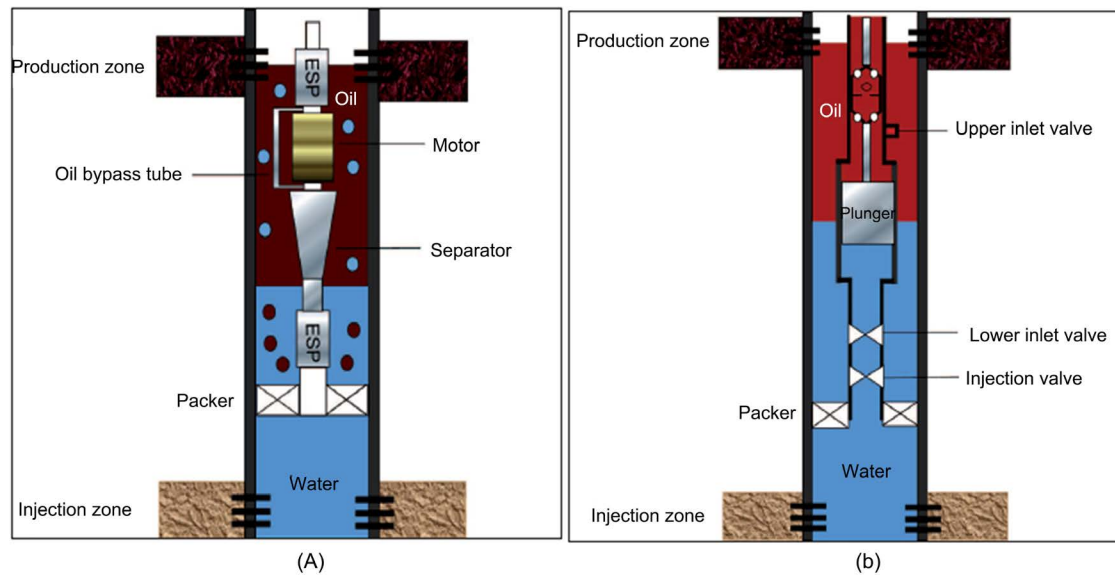 Production zone
ESP
Oil
Motor
Oil bypass tube
Separator
ESP
Packer
Water
Injection zone
(A)
Production zone
Oil
Upper inlet valve
Plunger
Lower inlet valve
Injection valve
Packer
Water
Injection zone
(b)